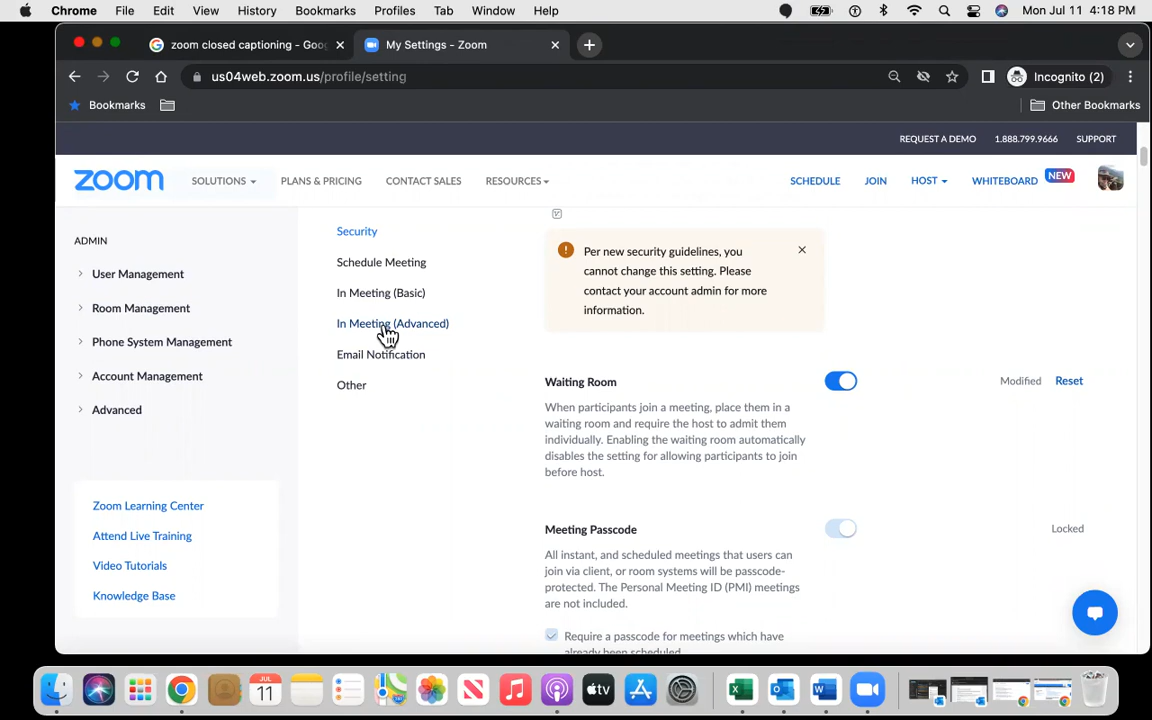 Chrome File Edit View History Bookmarks Profiles Tab Window Help Mon Jul 11 4:18 PM
zoom closed captioning - Goo My Settings - Zoom
us04web.zoom.us/profile/setting Incognito (2)
Bookmarks Other Bookmarks
REQUEST A DEMO 1.888.799.9666 SUPPORT
zoom SOLUTIONS PLANS & PRICING CONTACT SALES RESOURCES SCHEDULE JOIN HOST WHITEBOARD NEW
ADMIN
User Management
Room Management
Phone System Management
Account Management
Advanced
Zoom Learning Center
Attend Live Training
Video Tutorials
Knowledge Base
Security
Schedule Meeting
In Meeting (Basic)
In Meeting (Advanced)
Email Notification
Other
Per new security guidelines, you
cannot change this setting. Please
contact your account admin for more
information.
Waiting Room Modified Reset
When participants join a meeting, place them in a
waiting room and require the host to admit them
individually. Enabling the waiting room automatically
disables the setting for allowing participants to join
before host.
Meeting Passcode Locked
All instant, and scheduled meetings that users can
join via client, or room systems will be passcode-
protected. The Personal Meeting ID (PMI) meetings
are not included.
Require a passcode for meetings which have
already been scheduled
JUL
11